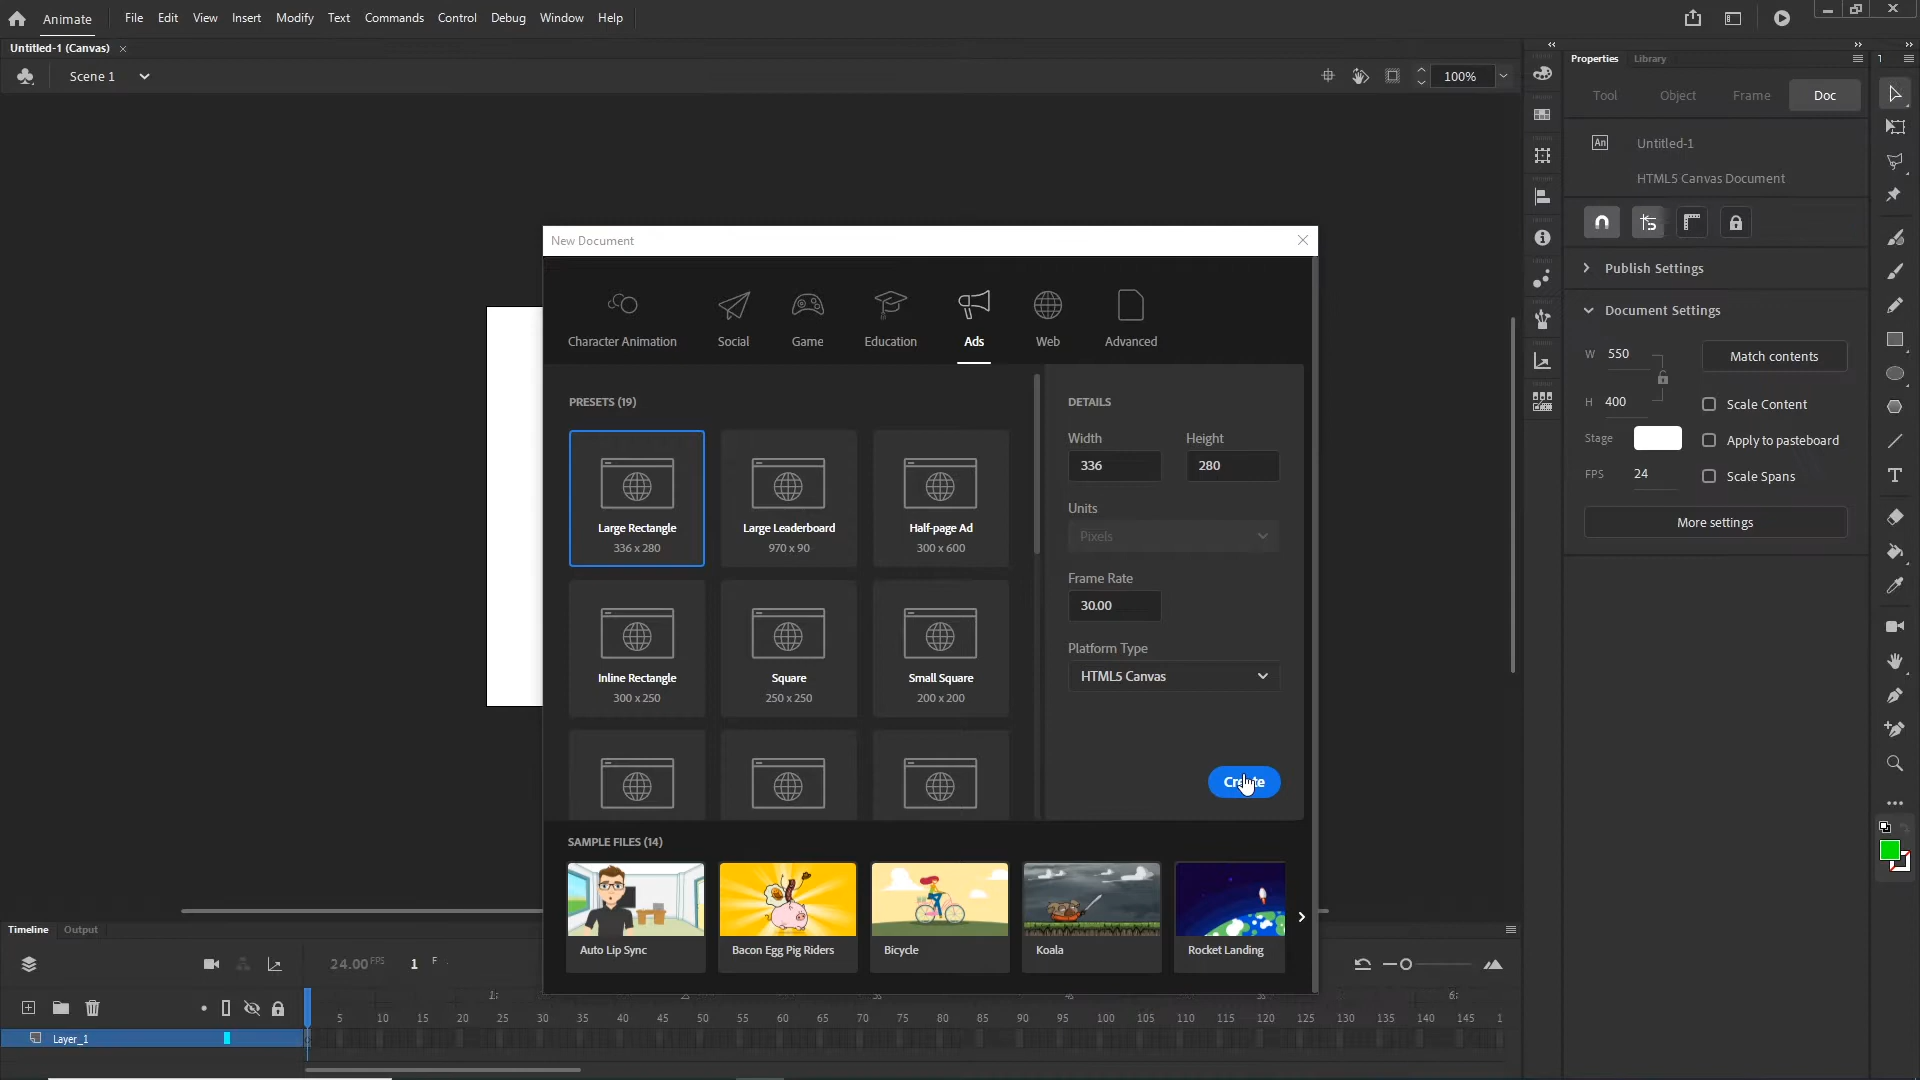 Animate
File Edit View Insert Modify Text Commands Control Debug Window Help
Untitled-1 (Canvas)
Scene 1
100%
Properties Library
Tool Object Frame Doc
An Untitled-1
HTML5 Canvas Document
Publish Settings
Document Settings
W 550
Match contents
H 400
Scale Content
Stage
Apply to pasteboard
FPS 24
Scale Spans
More settings
New Document
Character Animation Social Game Education Ads Web Advanced
PRESETS (19)
Large Rectangle
336 x 280
Large Leaderboard
970 x 90
Half-page Ad
300 x 600
Inline Rectangle
300 x 250
Square
250 x 250
Small Square
200 x 200
DETAILS
Width Height
336 280
Units
Pixels
Frame Rate
30.00
Platform Type
HTML5 Canvas
Create
SAMPLE FILES (14)
Auto Lip Sync
Bacon Egg Pig Riders
Bicycle
Koala
Rocket Landing
Timeline Output
24.00 FPS 1 F
5 10 15 20 25 30 35 40 45 50 55 60 65 70 75 80 85 90 95 100 105 110 115 120 125 130 135 140 145 1
Layer_1